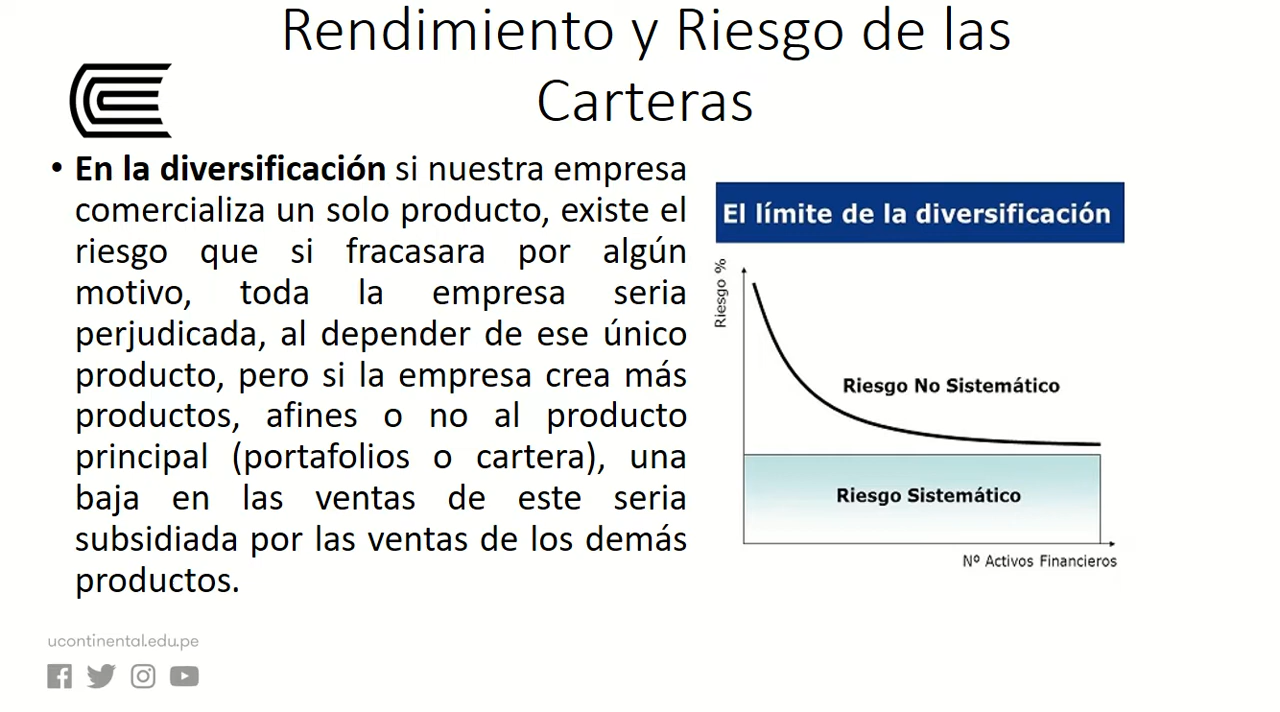 Rendimiento y Riesgo de las
Carteras
• En la diversificación si nuestra empresa
comercializa un solo producto, existe el
riesgo que si fracasara por algún
motivo, toda la empresa seria
perjudicada, al depender de ese único
producto, pero si la empresa crea más
productos, afines o no al producto
principal (portafolios o cartera), una
baja en las ventas de este seria
subsidiada por las ventas de los demás
productos.
El límite de la diversificación
Riesgo %
Riesgo No Sistemático
Riesgo Sistemático
Nº Activos Financieros
ucontinental.edu.pe